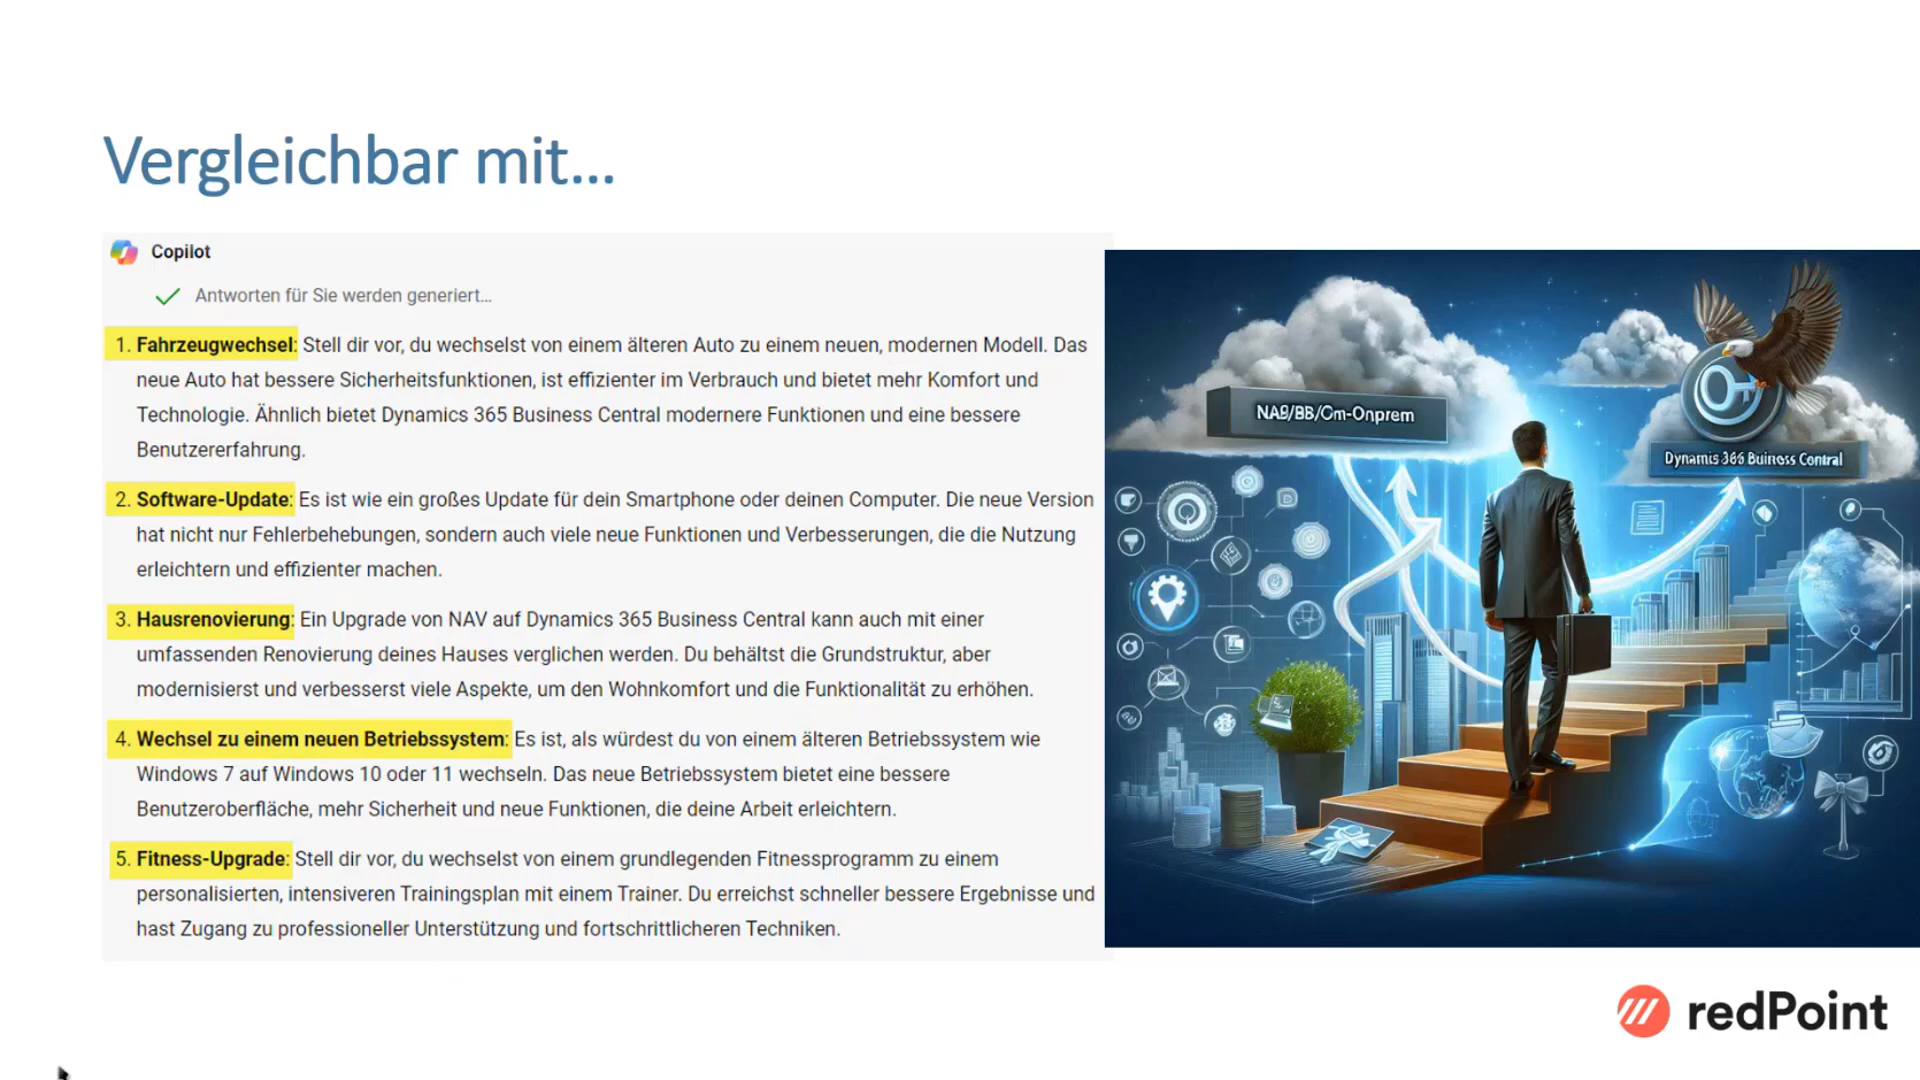 Vergleichbar mit...
Copilot
Antworten für Sie werden generiert...
1. Fahrzeugwechsel: Stell dir vor, du wechselst von einem älteren Auto zu einem neuen, modernen Modell. Das
neue Auto hat bessere Sicherheitsfunktionen, ist effizienter im Verbrauch und bietet mehr Komfort und
Technologie. Ähnlich bietet Dynamics 365 Business Central modernere Funktionen und eine bessere
Benutzererfahrung.
2. Software-Update: Es ist wie ein großes Update für dein Smartphone oder deinen Computer. Die neue Version
hat nicht nur Fehlerbehebungen, sondern auch viele neue Funktionen und Verbesserungen, die die Nutzung
erleichtern und effizienter machen.
3. Hausrenovierung: Ein Upgrade von NAV auf Dynamics 365 Business Central kann auch mit einer
umfassenden Renovierung deines Hauses verglichen werden. Du behältst die Grundstruktur, aber
modernisierst und verbesserst viele Aspekte, um den Wohnkomfort und die Funktionalität zu erhöhen.
4. Wechsel zu einem neuen Betriebssystem: Es ist, als würdest du von einem älteren Betriebssystem wie
Windows 7 auf Windows 10 oder 11 wechseln. Das neue Betriebssystem bietet eine bessere
Benutzeroberfläche, mehr Sicherheit und neue Funktionen, die deine Arbeit erleichtern.
5. Fitness-Upgrade: Stell dir vor, du wechselst von einem grundlegenden Fitnessprogramm zu einem
personalisierten, intensiveren Trainingsplan mit einem Trainer. Du erreichst schneller bessere Ergebnisse und
hast Zugang zu professioneller Unterstützung und fortschrittlicheren Techniken.
NAB/BB/Om-Onprem
Dynamis 365 Buiness Contral
redPoint